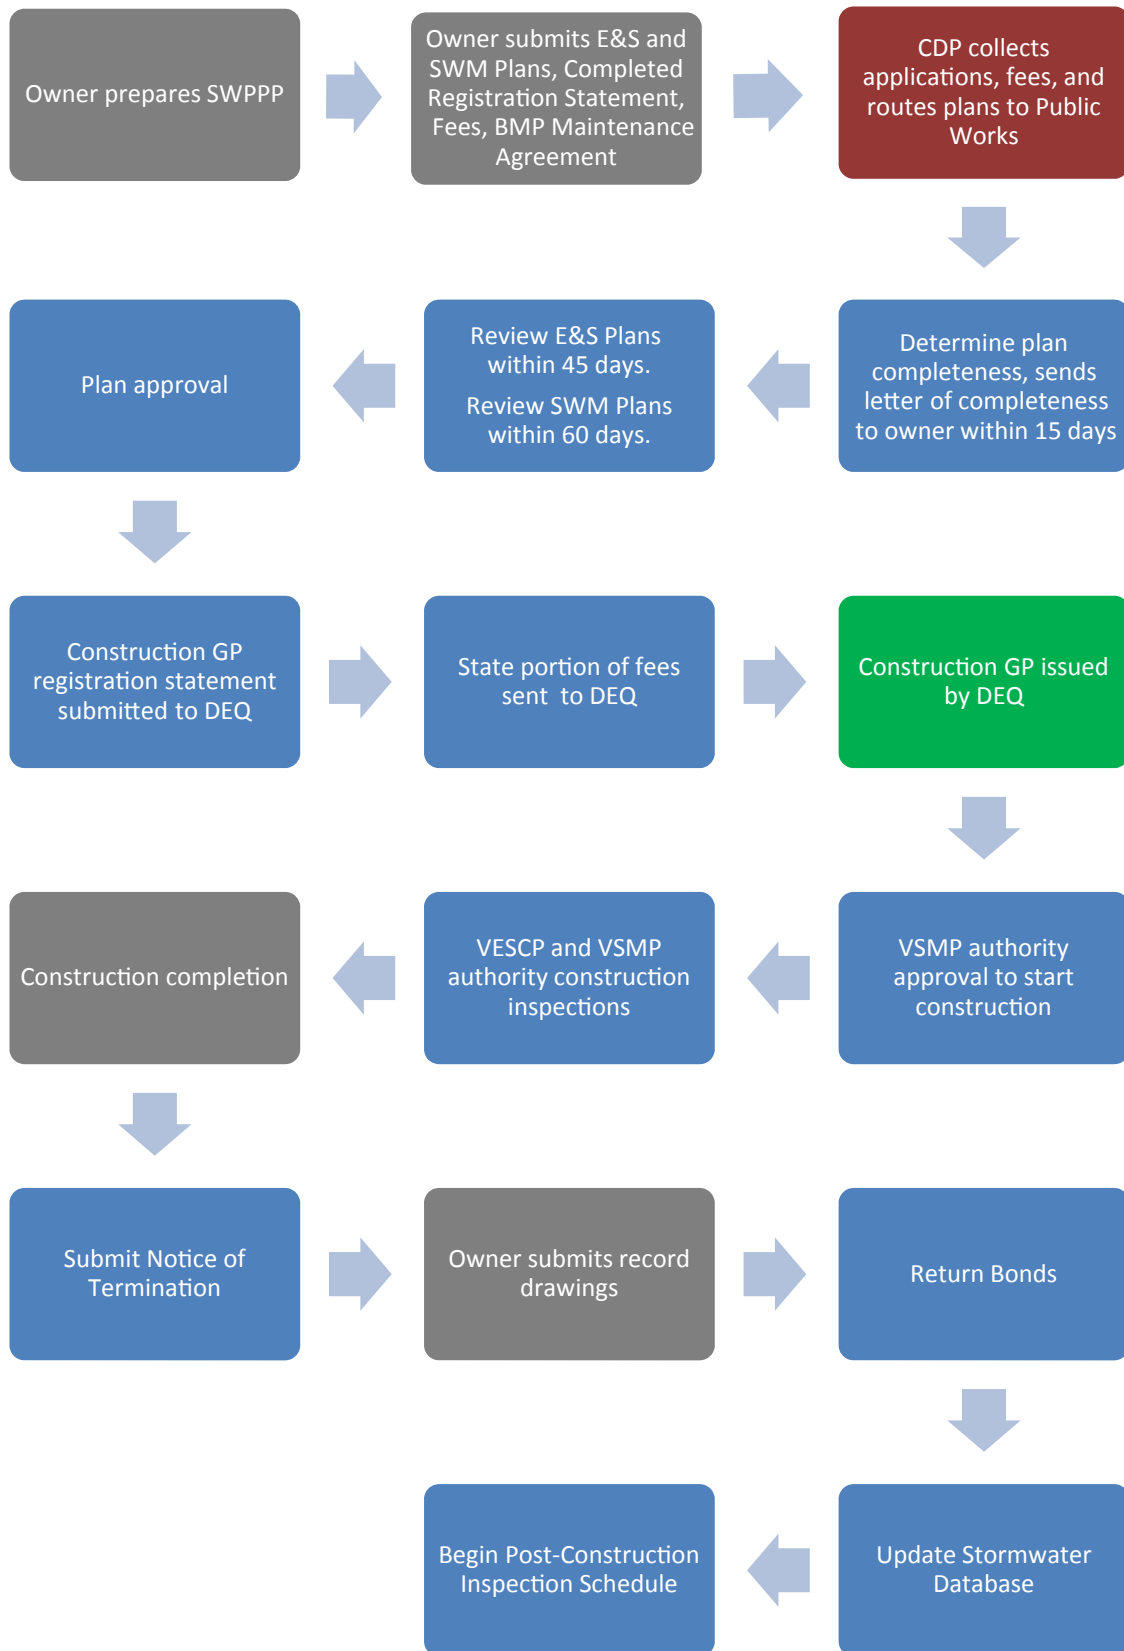 Owner prepares SWPPP
Owner submits E&S and
SWM Plans, Completed
Registration Statement,
Fees, BMP Maintenance
Agreement
CDP collects
applications, fees, and
routes plans to Public
Works
Determine plan
completeness, sends
letter of completeness
to owner within 15 days
Review E&S Plans
within 45 days.
Review SWM Plans
within 60 days.
Plan approval
Construction GP
registration statement
submitted to DEQ
State portion of fees
sent to DEQ
Construction GP issued
by DEQ
VSMP authority
approval to start
construction
VESCP and VSMP
authority construction
inspections
Construction completion
Submit Notice of
Termination
Owner submits record
drawings
Return Bonds
Update Stormwater
Database
Begin Post-Construction
Inspection Schedule